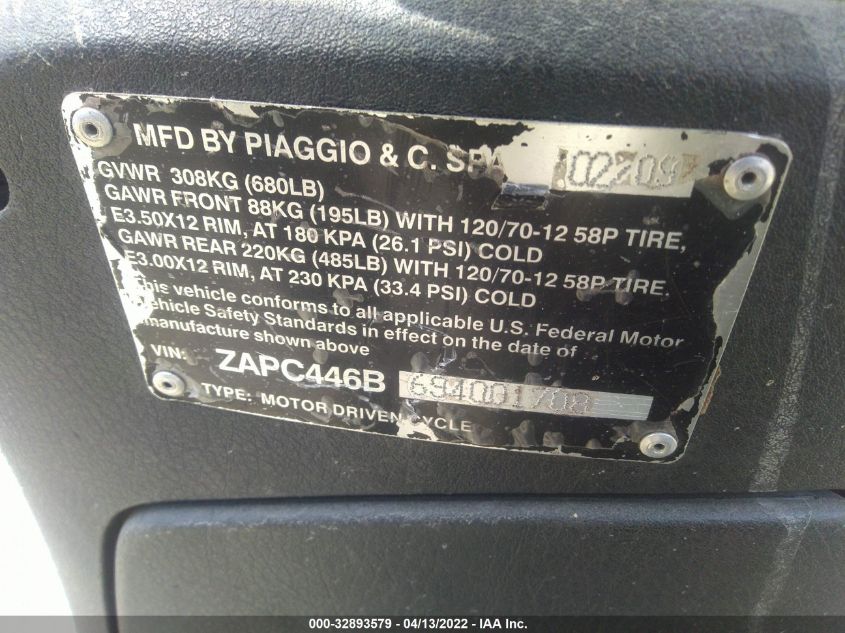 MFD BY PIAGGIO & C. SPA 02/09
GVWR 308KG (680LB)
GAWR FRONT 88KG (195LB) WITH 120/70-12 58P TIRE,
E3.50X12 RIM, AT 180 KPA (26.1 PSI) COLD
GAWR REAR 220KG (485LB) WITH 120/70-12 58P TIRE,
E3.00X12 RIM, AT 230 KPA (33.4 PSI) COLD
This vehicle conforms to all applicable U.S. Federal Motor
Vehicle Safety Standards in effect on the date of
manufacture shown above
VIN: ZAPC446B 694001708
TYPE: MOTOR DRIVEN CYCLE
000-32893579 - 04/13/2022 - IAA Inc.